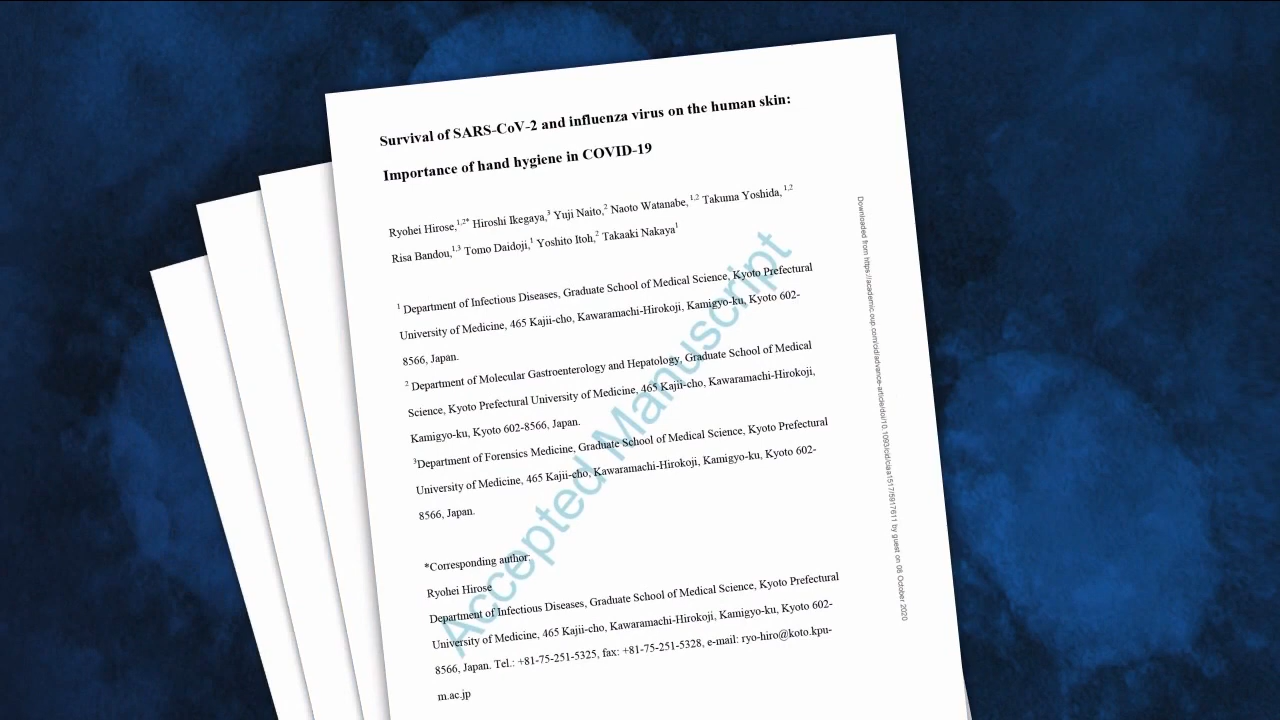 Survival of SARS-CoV-2 and influenza virus on the human skin:
Importance of hand hygiene in COVID-19
Ryohei Hirose,1,2* Hiroshi Ikegaya,3 Yuji Naito,2 Naoto Watanabe,1,2 Takuma Yoshida,1,2
Risa Bandou,1,3 Tomo Daidoji,1 Yoshito Itoh,2 Takaaki Nakaya1
1 Department of Infectious Diseases, Graduate School of Medical Science, Kyoto Prefectural
University of Medicine, 465 Kajii-cho, Kawaramachi-Hirokoji, Kamigyo-ku, Kyoto 602-
8566, Japan.
2 Department of Molecular Gastroenterology and Hepatology, Graduate School of Medical
Science, Kyoto Prefectural University of Medicine, 465 Kajii-cho, Kawaramachi-Hirokoji,
Kamigyo-ku, Kyoto 602-8566, Japan.
3Department of Forensics Medicine, Graduate School of Medical Science, Kyoto Prefectural
University of Medicine, 465 Kajii-cho, Kawaramachi-Hirokoji, Kamigyo-ku, Kyoto 602-
8566, Japan.
*Corresponding author:
Ryohei Hirose
Department of Infectious Diseases, Graduate School of Medical Science, Kyoto Prefectural
University of Medicine, 465 Kajii-cho, Kawaramachi-Hirokoji, Kamigyo-ku, Kyoto 602-
8566, Japan. Tel.: +81-75-251-5325, fax: +81-75-251-5328, e-mail: ryo-hiro@koto.kpu-
m.ac.jp
Accepted Manuscript
Downloaded from https://academic.oup.com/cid/advance-article/doi/10.1093/cid/ciaa1517/5917611 by guest on 08 October 2020